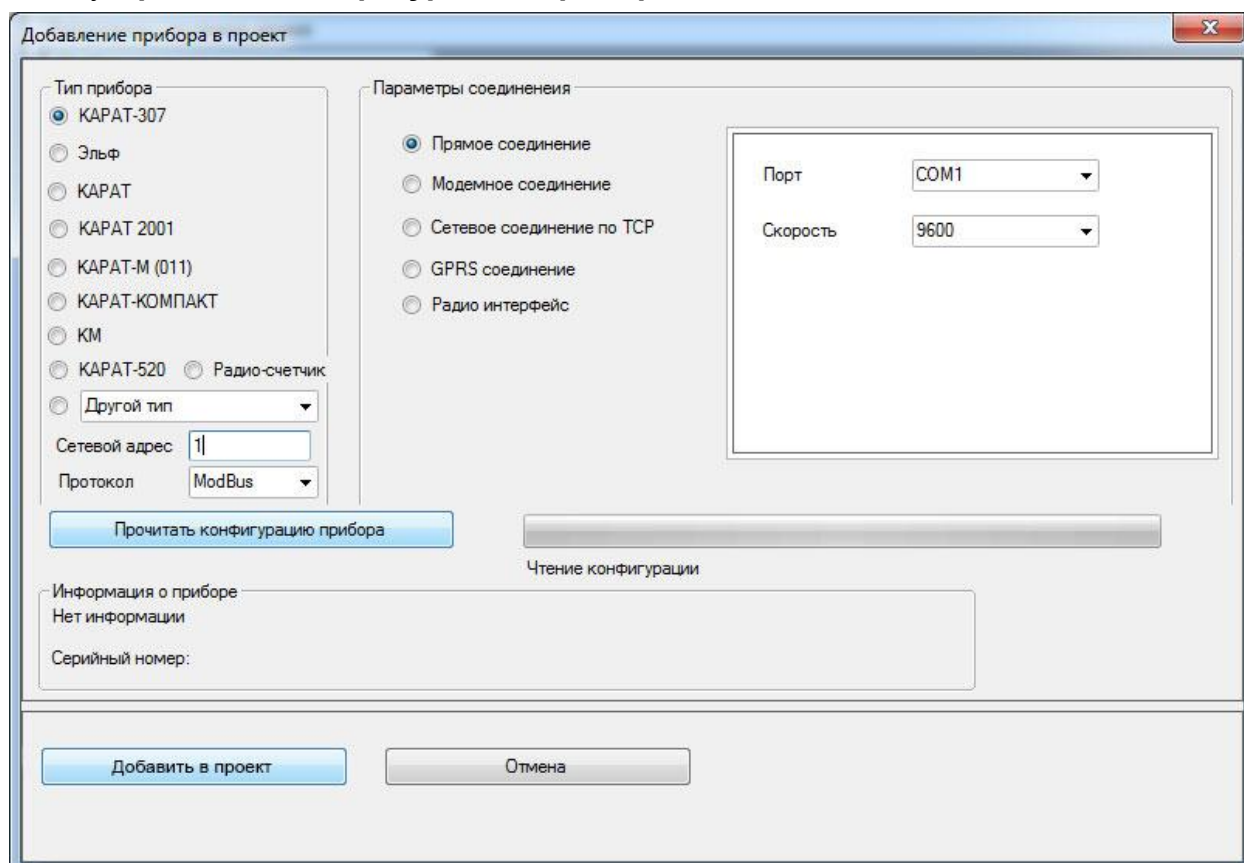 Добавление прибора в проект
Тип прибора
КАРАТ-307
Эльф
КАРАТ
КАРАТ 2001
КАРАТ-М (011)
КАРАТ-КОМПАКТ
КМ
КАРАТ-520 Радио-счетчик
Другой тип
Сетевой адрес 1
Протокол ModBus
Параметры соединенеия
Прямое соединение
Модемное соединение
Сетевое соединение по TCP
GPRS соединение
Радио интерфейс
Порт COM1
Скорость 9600
Прочитать конфигурацию прибора
Чтение конфигурации
Информация о приборе
Нет информации
Серийный номер:
Добавить в проект Отмена